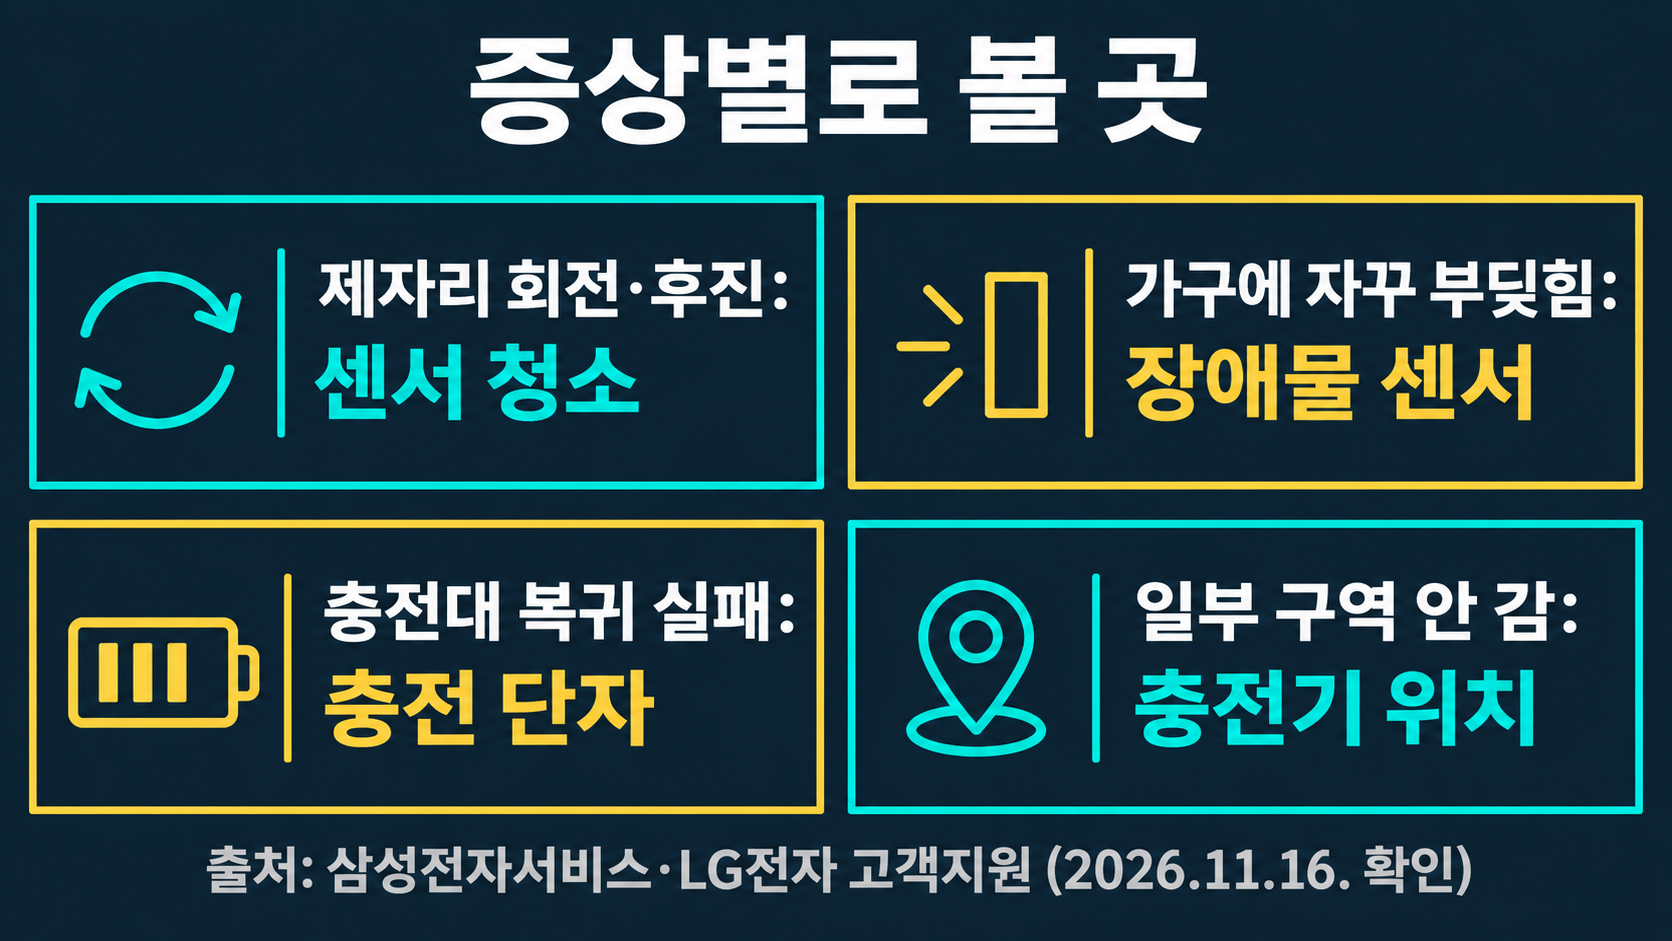 증상별로 볼 곳
제자리 회전·후진:
센서 청소
가구에 자꾸 부딪힘:
장애물 센서
충전대 복귀 실패:
충전 단자
일부 구역 안 감:
충전기 위치
출처: 삼성전자서비스·LG전자 고객지원 (2026.11.16. 확인)